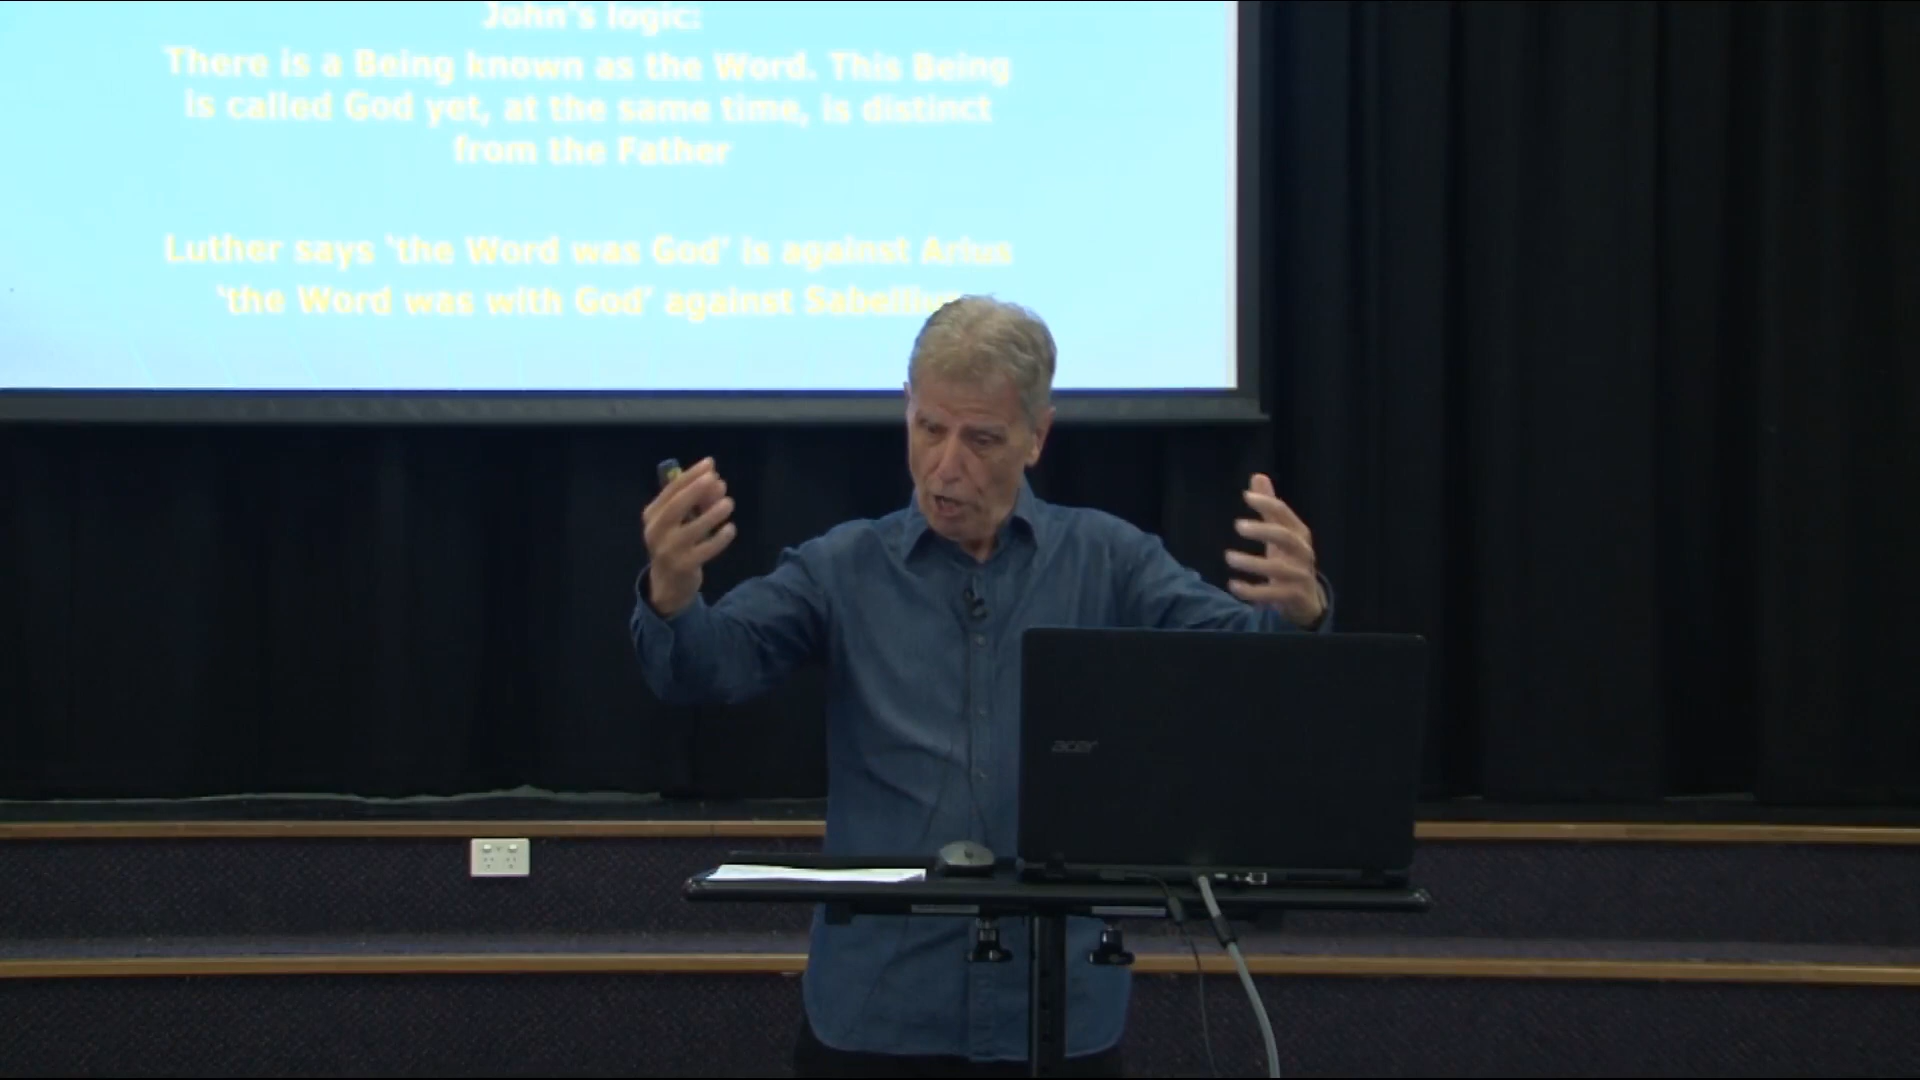 John's logic:
There is a Being known as the Word. This Being
is called God yet, at the same time, is distinct
from the Father
Luther says 'the Word was God' is against Arius
'the Word was with God' against Sabellius
acer